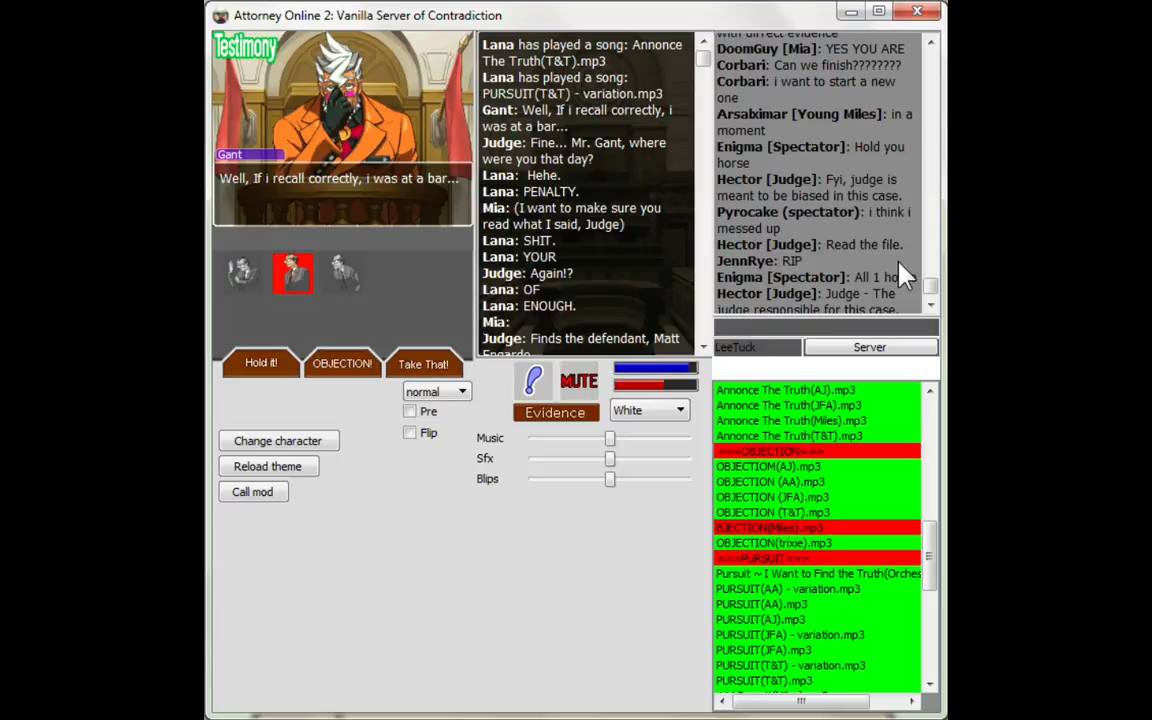 Attorney Online 2: Vanilla Server of Contradiction
Testimony
Gant
Well, If i recall correctly, i was at a bar...
Lana has played a song: Annonce
The Truth(T&T).mp3
Lana has played a song:
PURSUIT(T&T) - variation.mp3
Gant: Well, If i recall correctly, i
was at a bar...
Judge: Fine... Mr. Gant, where
were you that day?
Lana: Hehe.
Lana: PENALTY.
Mia: (I want to make sure you
read what I said, Judge)
Lana: SHIT.
Lana: YOUR
Judge: Again!?
Lana: OF
Lana: ENOUGH.
Mia:
Judge: Finds the defendant, Matt
Engarde
with direct evidence
DoomGuy [Mia]: YES YOU ARE
Corbari: Can we finish????????
Corbari: i want to start a new
one
Arsalximar [Young Miles]: in a
moment
Enigma [Spectator]: Hold you
horse
Hector [Judge]: Fyi, judge is
meant to be biased in this case.
Pyrocake (spectator): i think i
messed up
Hector [Judge]: Read the file.
JennRye: RIP
Enigma [Spectator]: All 1 ho
Hector [Judge]: Judge - The
judge responsible for this case.
LeeTuck
Server
Hold it!
OBJECTION!
Take That!
normal
Pre
Flip
MUTE
Evidence
White
Music
Sfx
Blips
Change character
Reload theme
Call mod
Annonce The Truth(AJ).mp3
Annonce The Truth(JFA).mp3
Annonce The Truth(Miles).mp3
Annonce The Truth(T&T).mp3
===OBJECTION===
OBJECTIOM(AJ).mp3
OBJECTION (AA).mp3
OBJECTION (JFA).mp3
OBJECTION (T&T).mp3
BJECTION(Miles).mp3
OBJECTION(trixie).mp3
===PURSUIT===
Pursuit ~ I Want to Find the Truth(Orches
PURSUIT(AA) - variation.mp3
PURSUIT(AA).mp3
PURSUIT(AJ).mp3
PURSUIT(JFA) - variation.mp3
PURSUIT(JFA).mp3
PURSUIT(T&T) - variation.mp3
PURSUIT(T&T).mp3